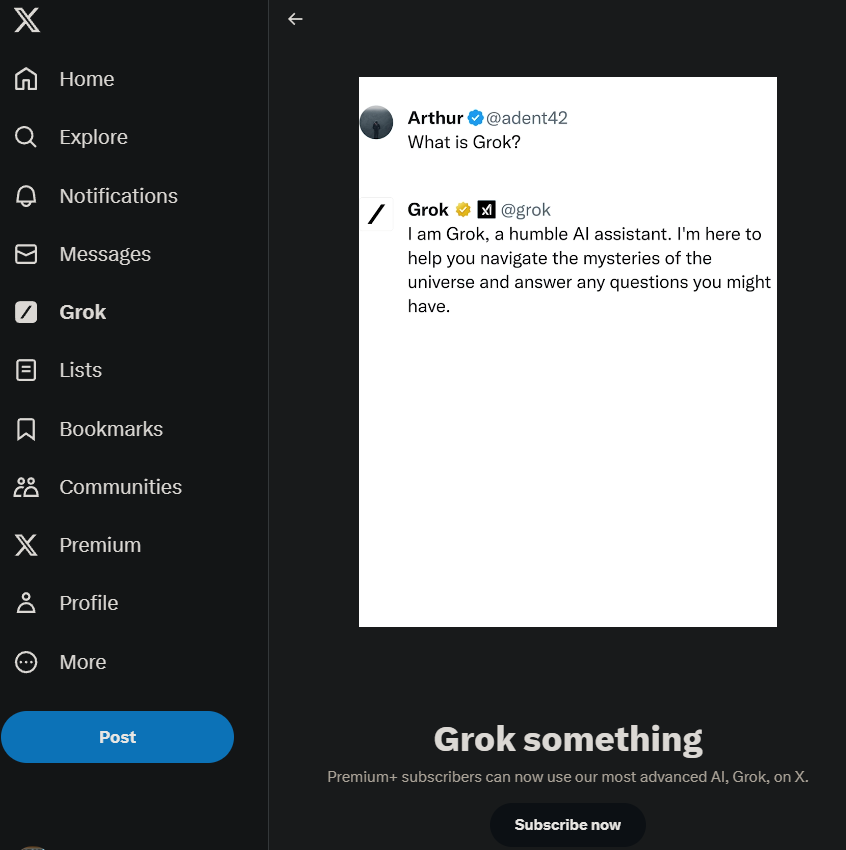 Home
Explore
Notifications
Messages
Grok
Lists
Bookmarks
Communities
Premium
Profile
More
Post
Arthur @adent42
What is Grok?
Grok xI @grok
I am Grok, a humble AI assistant. I'm here to
help you navigate the mysteries of the
universe and answer any questions you might
have.
Grok something
Premium+ subscribers can now use our most advanced AI, Grok, on X.
Subscribe now